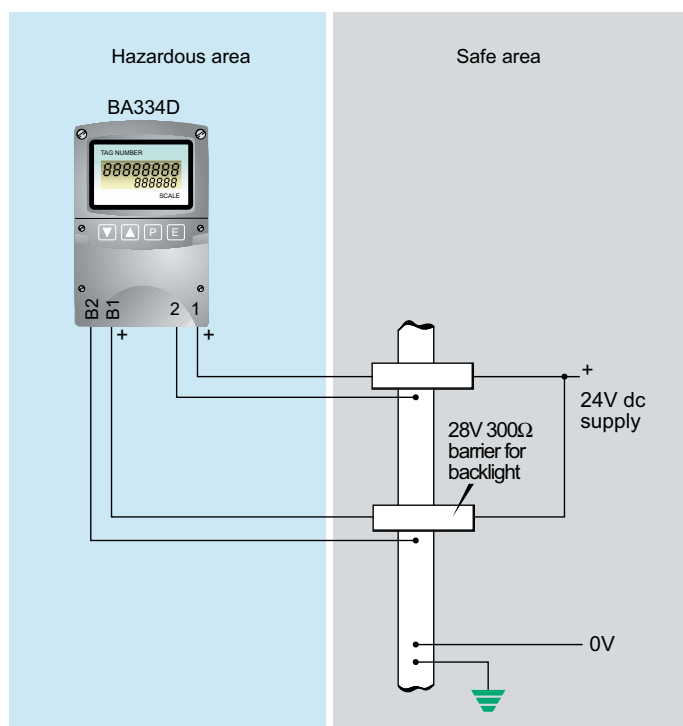 Hazardous area
Safe area
BA334D
TAG NUMBER
88888888
888888
SCALE
P E
B2 B1 2 1
+ +
+
24V dc
supply
28V 300Ω
barrier for
backlight
0V